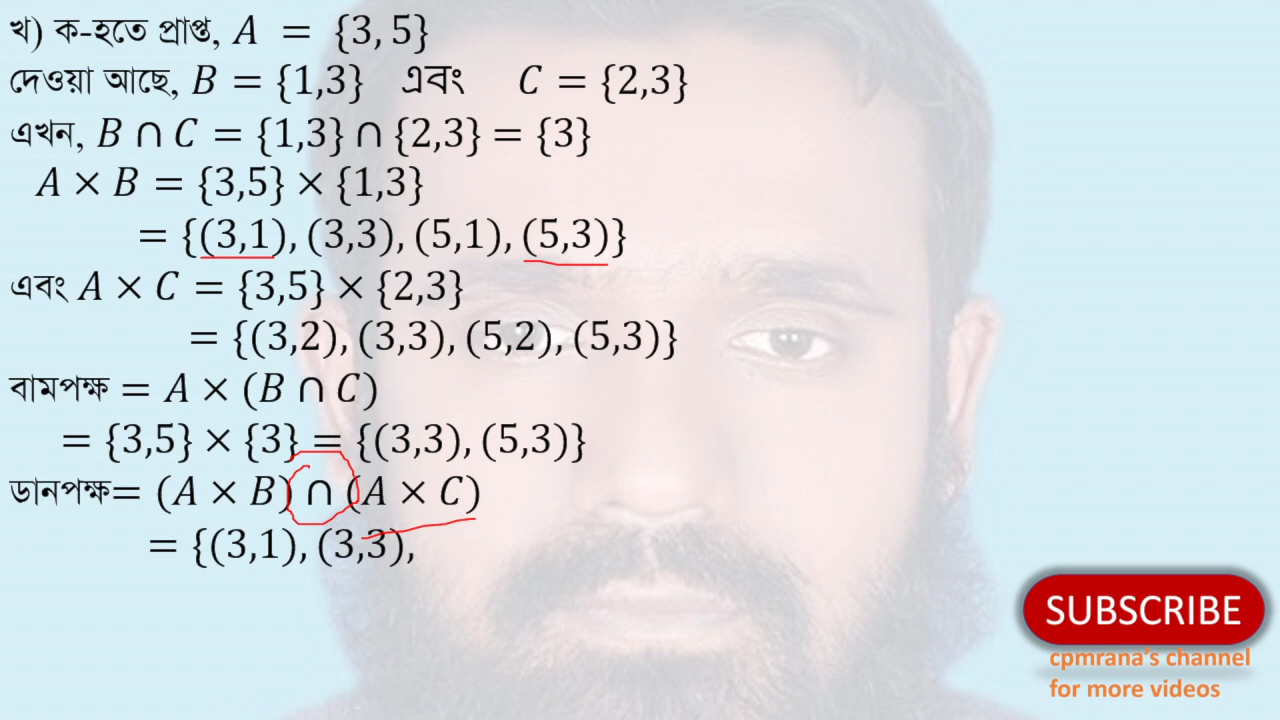 খ) ক-হতে প্রাপ্ত, A = {3, 5}
দেওয়া আছে, B = {1,3} এবং C = {2,3}
এখন, B ∩ C = {1,3} ∩ {2,3} = {3}
A × B = {3,5} × {1,3}
= {(3,1), (3,3), (5,1), (5,3)}
এবং A × C = {3,5} × {2,3}
= {(3,2), (3,3), (5,2), (5,3)}
বামপক্ষ = A × (B ∩ C)
= {3,5} × {3} = {(3,3), (5,3)}
ডানপক্ষ= (A × B) ∩ (A × C)
= {(3,1), (3,3),
SUBSCRIBE
cpmrana's channel
for more videos